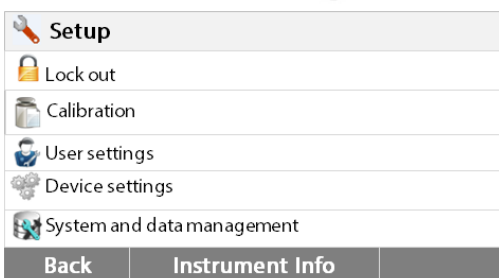 Setup
Lock out
Calibration
User settings
Device settings
System and data management
Back Instrument Info